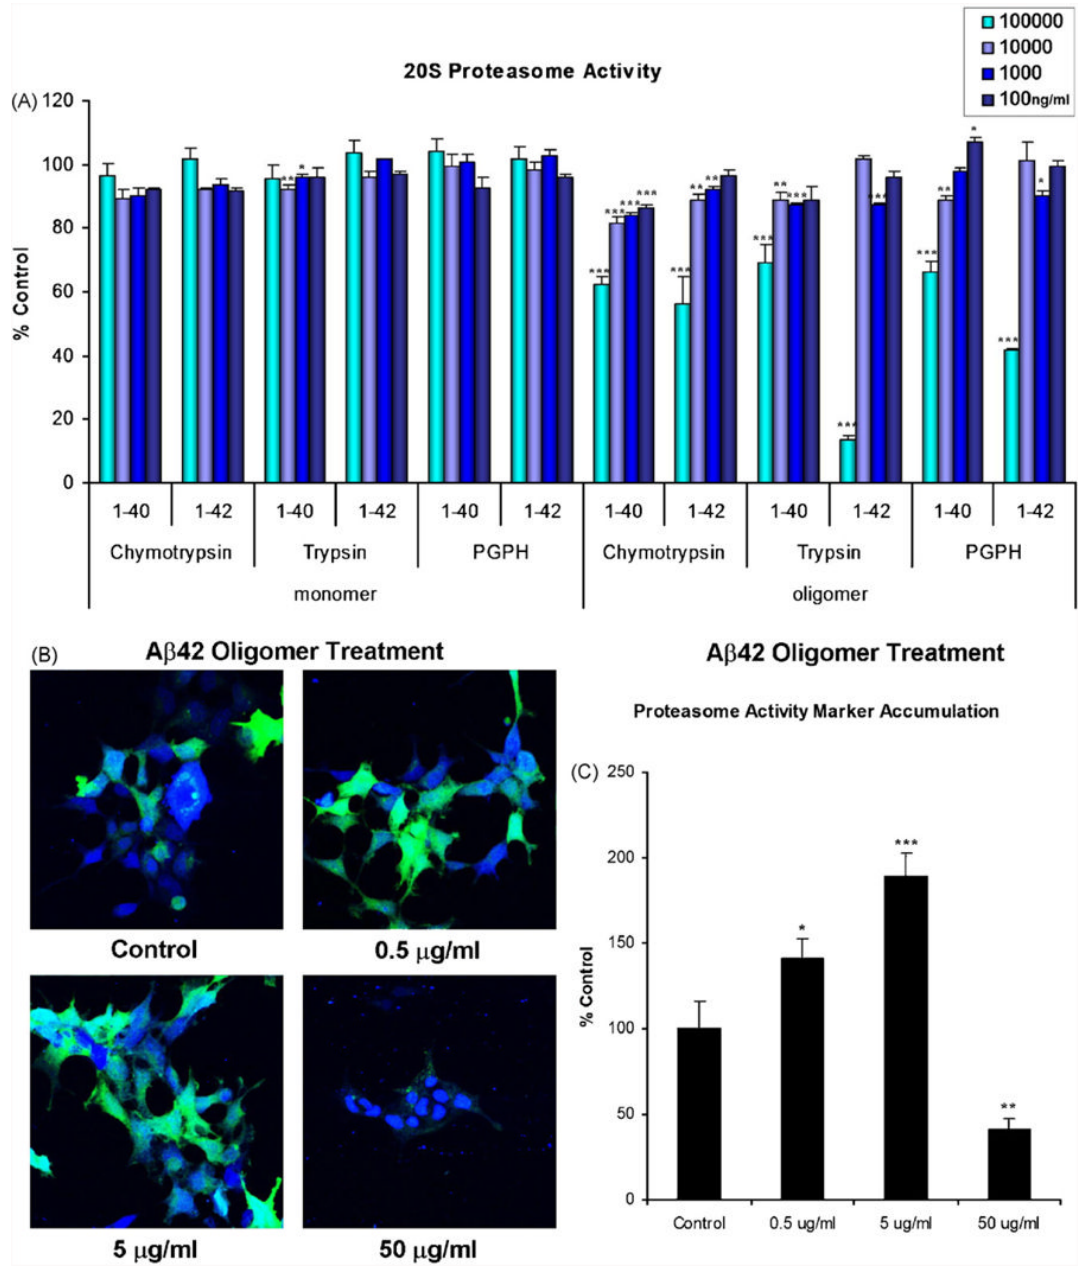 100000
10000
1000
100ng/ml
20S Proteasome Activity
(A)
120
100
80
60
40
20
0
% Control
** * *** *** *** *** *** ** ** *** ** *** *** *** *** ** * *** *
1-40 1-42 1-40 1-42 1-40 1-42 1-40 1-42 1-40 1-42 1-40 1-42
Chymotrypsin Trypsin PGPH Chymotrypsin Trypsin PGPH
monomer oligomer
(B)
Aβ42 Oligomer Treatment
Control 0.5 μg/ml
5 μg/ml 50 μg/ml
Aβ42 Oligomer Treatment
Proteasome Activity Marker Accumulation
(C)
250
200
150
100
50
0
% Control
* *** **
Control 0.5 ug/ml 5 ug/ml 50 ug/ml